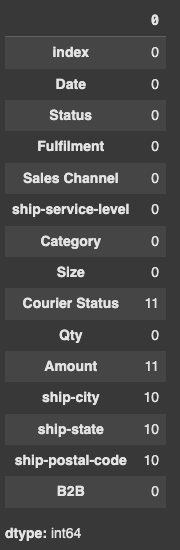 0
index 0
Date 0
Status 0
Fulfilment 0
Sales Channel 0
ship-service-level 0
Category 0
Size 0
Courier Status 11
Qty 0
Amount 11
ship-city 10
ship-state 10
ship-postal-code 10
B2B 0
dtype: int64